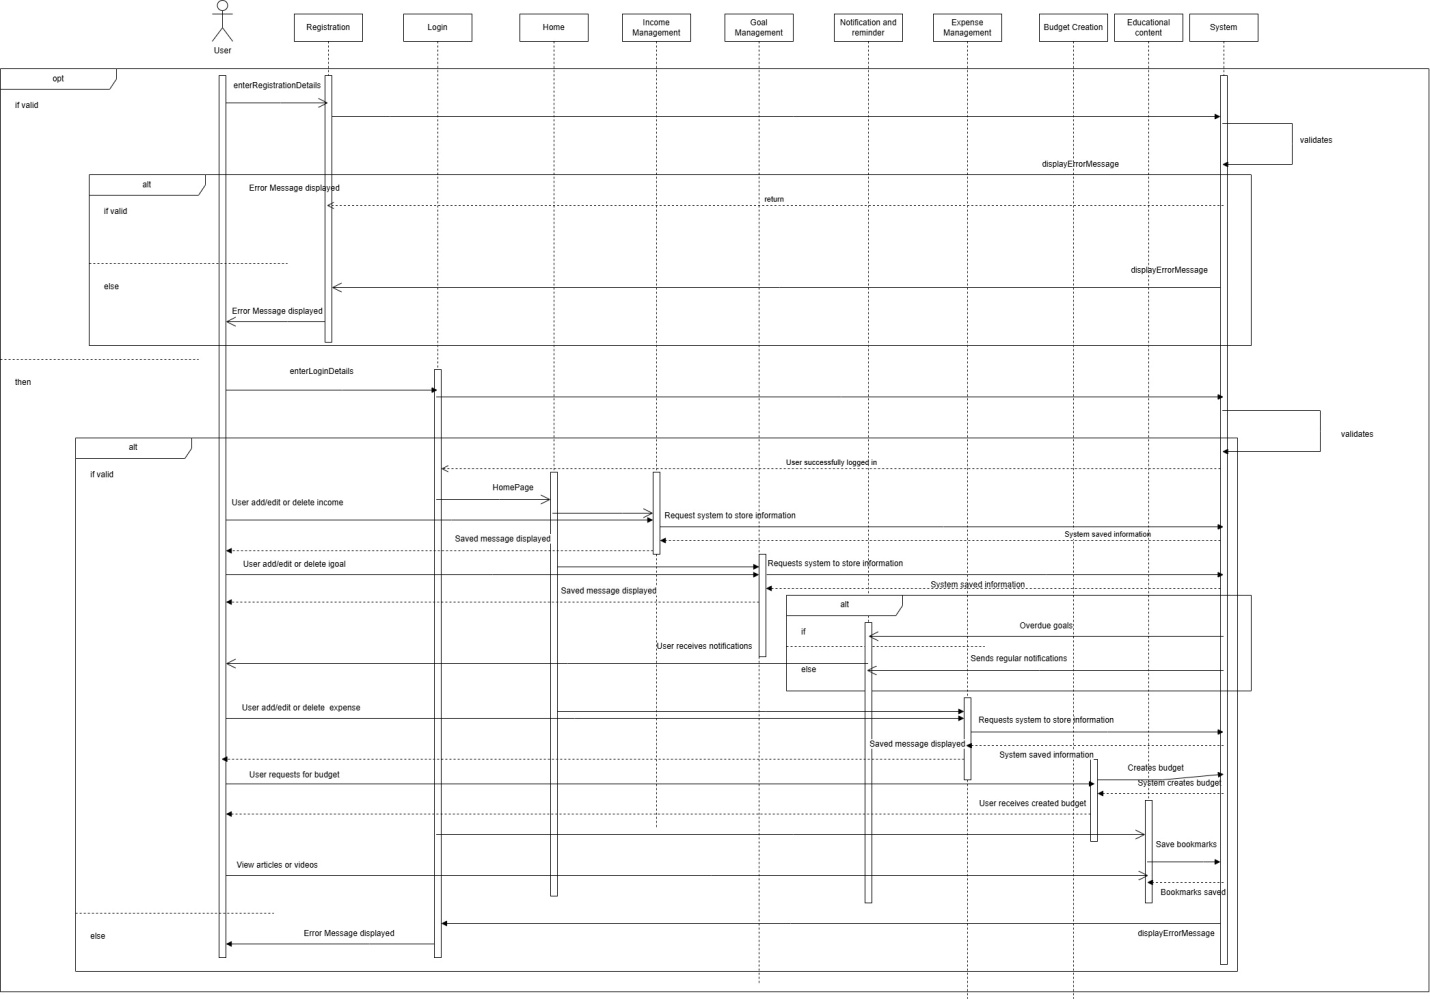 User
Registration
Login
Home
Income
Management
Goal
Management
Notification and
reminder
Expense
Management
Budget Creation
Educational
content
System
opt
if valid
enterRegistrationDetails
validates
displayErrorMessage
alt
Error Message displayed
return
if valid
displayErrorMessage
else
Error Message displayed
then
enterLoginDetails
validates
alt
User successfully logged in
if valid
HomePage
User add/edit or delete income
Request system to store information
System saved information
Saved message displayed
User add/edit or delete igoal
Requests system to store information
System saved information
Saved message displayed
alt
Overdue goals
if
User receives notifications
Sends regular notifications
else
User add/edit or delete  expense
Requests system to store information
Saved message displayed
System saved information
Creates budget
User requests for budget
System creates budget
User receives created budget
Save bookmarks
View articles or videos
Bookmarks saved
else
Error Message displayed
displayErrorMessage